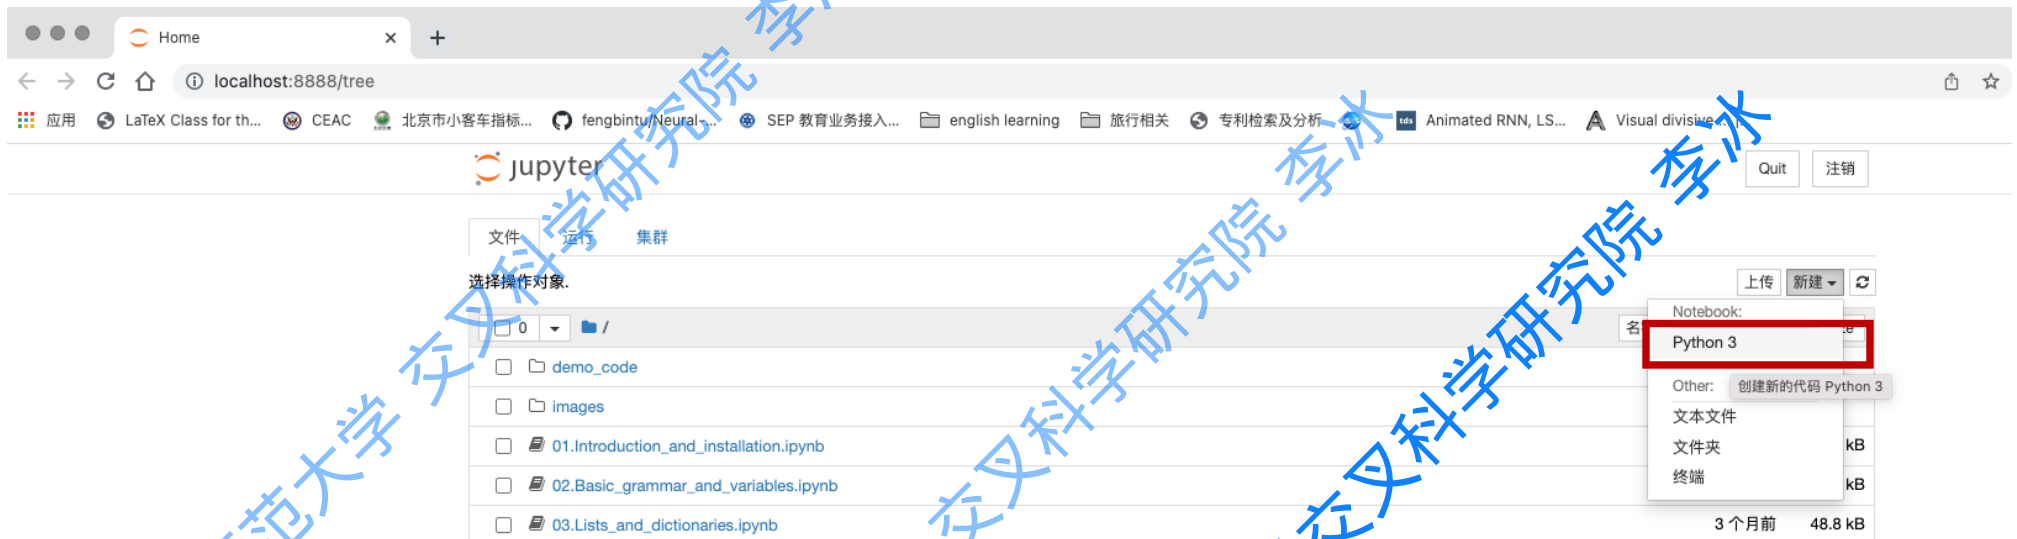 Home
localhost:8888/tree
应用 LaTeX Class for th... CEAC 北京市小客车指标... fengbintu/Neural-... SEP 教育业务接入... english learning 旅行相关 专利检索及分析 tds Animated RNN, LS... Visual divisive ...
jupyter Quit 注销
文件 运行 集群
选择操作对象.
上传 新建
0 /
Notebook:
Python 3
Other:
创建新的代码 Python 3
文本文件
文件夹
终端
demo_code
images
01.Introduction_and_installation.ipynb kB
02.Basic_grammar_and_variables.ipynb kB
03.Lists_and_dictionaries.ipynb 3 个月前 48.8 kB
范大学 交叉科学研究院 李冰
交叉科学研究院 李冰
交叉科学研究院 李冰